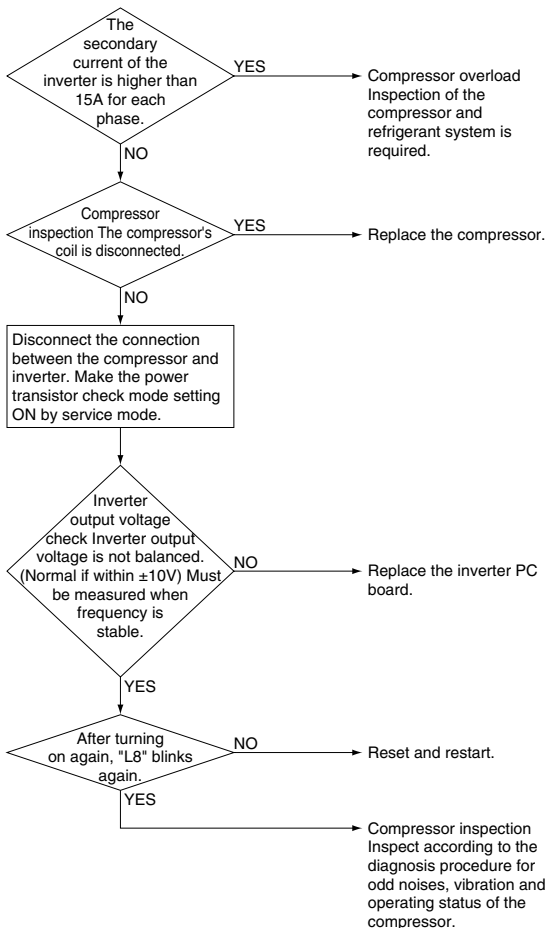 The
secondary
current of the
inverter is higher than
15A for each
phase.
YES
Compressor overload
Inspection of the
compressor and
refrigerant system is
required.
NO
Compressor
inspection The compressor's
coil is disconnected.
YES
Replace the compressor.
NO
Disconnect the connection
between the compressor and
inverter. Make the power
transistor check mode setting
ON by service mode.
Inverter
output voltage
check Inverter output
voltage is not balanced.
(Normal if within ±10V) Must
be measured when
frequency is
stable.
NO
Replace the inverter PC
board.
YES
After turning
on again, "L8" blinks
again.
NO
Reset and restart.
YES
Compressor inspection
Inspect according to the
diagnosis procedure for
odd noises, vibration and
operating status of the
compressor.